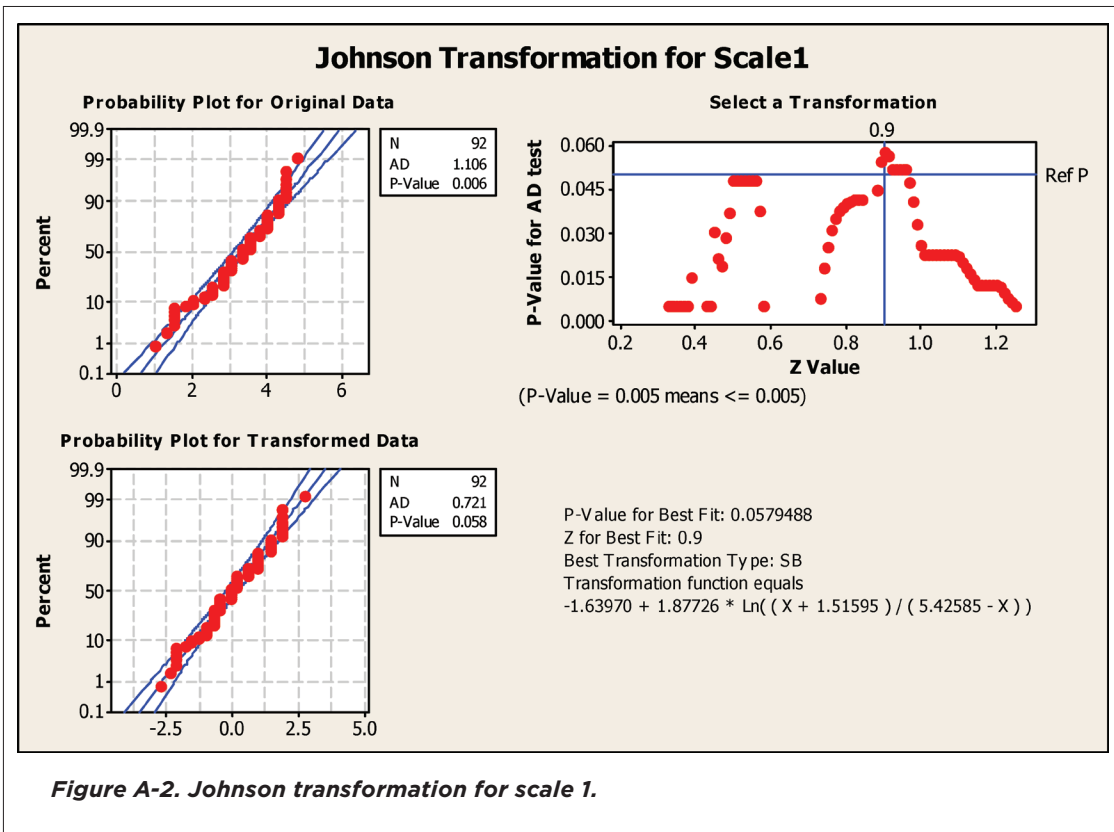 Johnson Transformation for Scale1
Probability Plot for Original Data
Percent
99.9
99
90
50
10
1
0.1
0 2 4 6
N 92
AD 1.106
P-Value 0.006
Select a Transformation
0.9
P-Value for AD test
0.060
0.045
0.030
0.015
0.000
Ref P
0.2 0.4 0.6 0.8 1.0 1.2
Z Value
(P-Value = 0.005 means <= 0.005)
Probability Plot for Transformed Data
Percent
99.9
99
90
50
10
1
0.1
-2.5 0.0 2.5 5.0
N 92
AD 0.721
P-Value 0.058
P-Value for Best Fit: 0.0579488
Z for Best Fit: 0.9
Best Transformation Type: SB
Transformation function equals
-1.63970 + 1.87726 * Ln( ( X + 1.51595 ) / ( 5.42585 - X ) )
Figure A-2. Johnson transformation for scale 1.